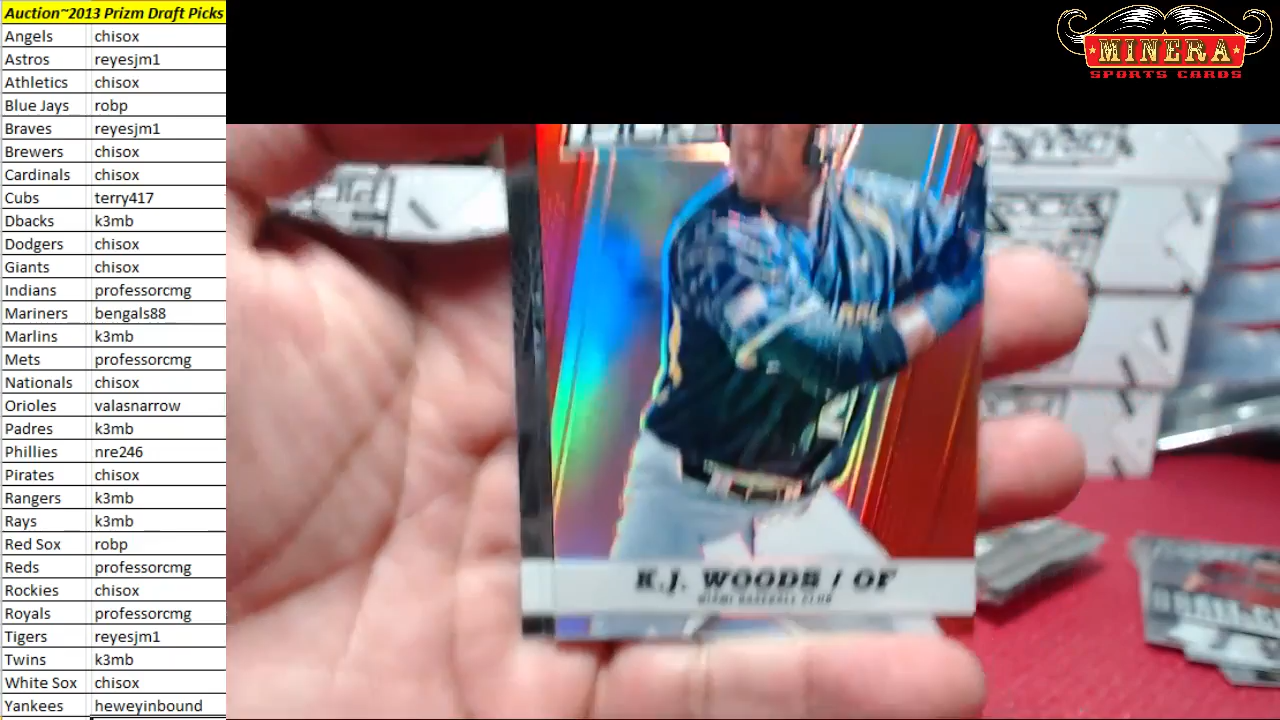 Auction~2013 Prizm Draft Picks
Angels chisox
Astros reyesjm1
Athletics chisox
Blue Jays robp
Braves reyesjm1
Brewers chisox
Cardinals chisox
Cubs terry417
Dbacks k3mb
Dodgers chisox
Giants chisox
Indians professorcmg
Mariners bengals88
Marlins k3mb
Mets professorcmg
Nationals chisox
Orioles valasnarrow
Padres k3mb
Phillies nre246
Pirates chisox
Rangers k3mb
Rays k3mb
Red Sox robp
Reds professorcmg
Rockies chisox
Royals professorcmg
Tigers reyesjm1
Twins k3mb
White Sox chisox
Yankees heweyinbound
MINERA
SPORTS CARDS
K.J. WOODS / OF
MIAMI BASEBALL CLUB